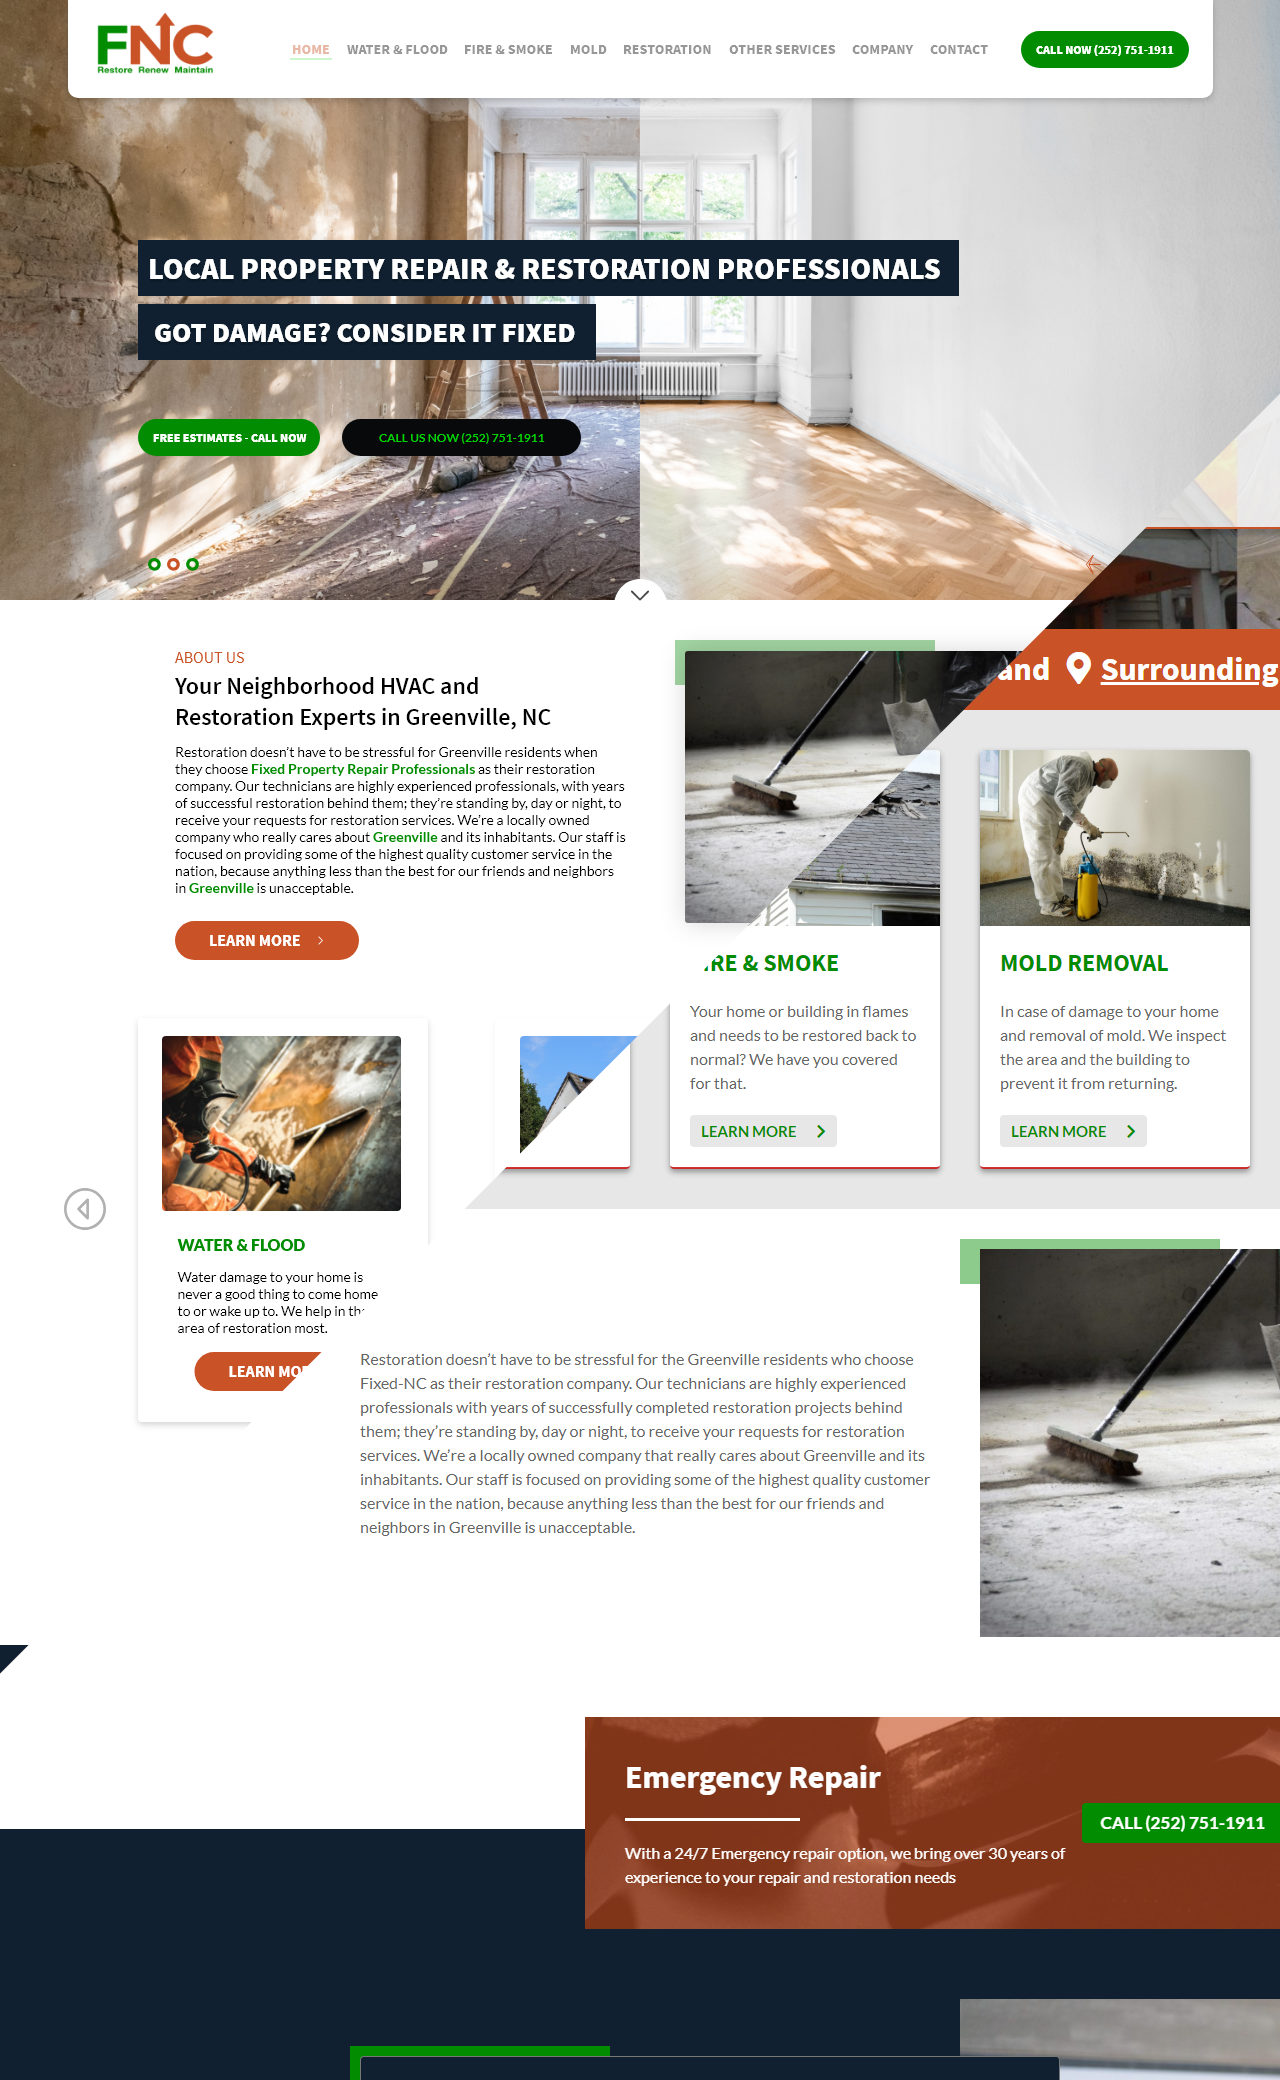 FNC
Restore Renew Maintain
HOME WATER & FLOOD FIRE & SMOKE MOLD RESTORATION OTHER SERVICES COMPANY CONTACT
CALL NOW (252) 751-1911
LOCAL PROPERTY REPAIR & RESTORATION PROFESSIONALS
GOT DAMAGE? CONSIDER IT FIXED
FREE ESTIMATES - CALL NOW
CALL US NOW (252) 751-1911
and Surrounding
ABOUT US
Your Neighborhood HVAC and
Restoration Experts in Greenville, NC
Restoration doesn't have to be stressful for Greenville residents when
they choose Fixed Property Repair Professionals as their restoration
company. Our technicians are highly experienced professionals, with years
of successful restoration behind them; they're standing by, day or night, to
receive your requests for restoration services. We're a locally owned
company who really cares about Greenville and its inhabitants. Our staff is
focused on providing some of the highest quality customer service in the
nation, because anything less than the best for our friends and neighbors
in Greenville is unacceptable.
LEARN MORE
RE & SMOKE
Your home or building in flames
and needs to be restored back to
normal? We have you covered
for that.
LEARN MORE
MOLD REMOVAL
In case of damage to your home
and removal of mold. We inspect
the area and the building to
prevent it from returning.
LEARN MORE
WATER & FLOOD
Water damage to your home is
never a good thing to come home
to or wake up to. We help in th
area of restoration most.
LEARN MOR
Restoration doesn't have to be stressful for the Greenville residents who choose
Fixed-NC as their restoration company. Our technicians are highly experienced
professionals with years of successfully completed restoration projects behind
them; they're standing by, day or night, to receive your requests for restoration
services. We're a locally owned company that really cares about Greenville and its
inhabitants. Our staff is focused on providing some of the highest quality customer
service in the nation, because anything less than the best for our friends and
neighbors in Greenville is unacceptable.
Emergency Repair
With a 24/7 Emergency repair option, we bring over 30 years of
experience to your repair and restoration needs
CALL (252) 751-1911